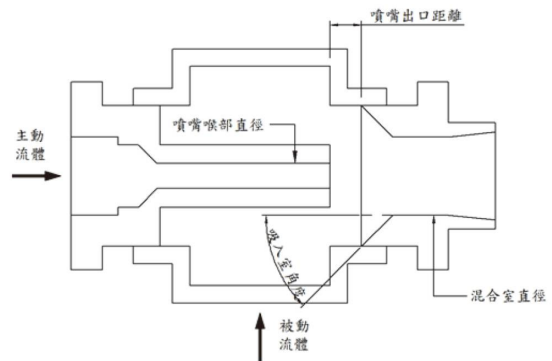 噴嘴出口距離
噴嘴喉部直徑
主動
流體
吸入室角度
混合室直徑
被動
流體